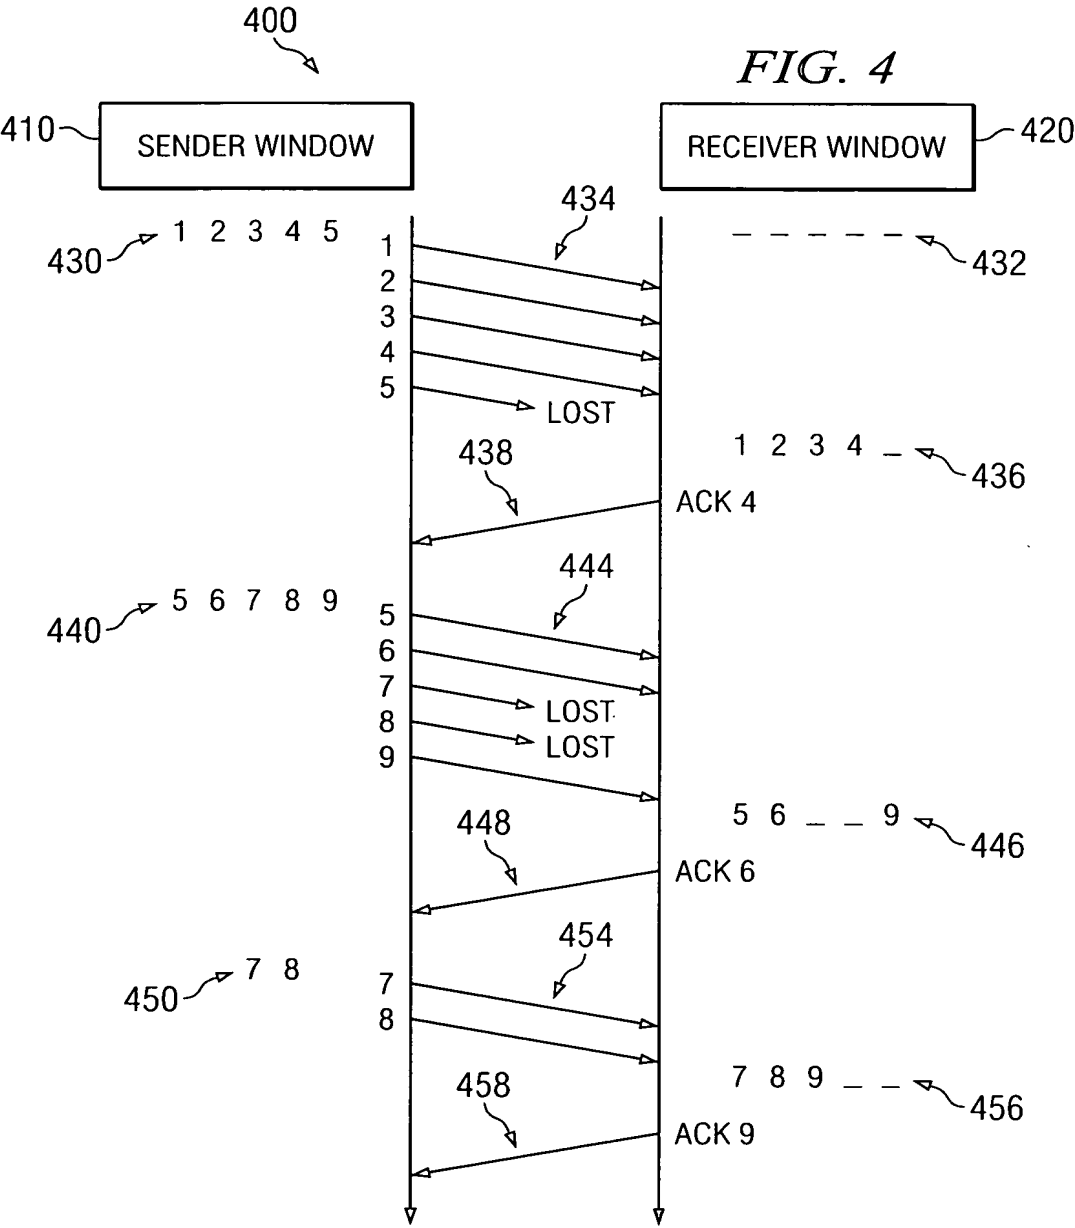 400
FIG. 4
410
SENDER WINDOW
RECEIVER WINDOW
420
430
1 2 3 4 5
434
_ _ _ _ _
432
1
2
3
4
5
LOST
1 2 3 4 _
436
438
ACK 4
444
440
5 6 7 8 9
5
6
7
LOST
8
LOST
9
5 6 _ _ 9
446
448
ACK 6
454
450
7 8
7
8
7 8 9 _ _
456
458
ACK 9